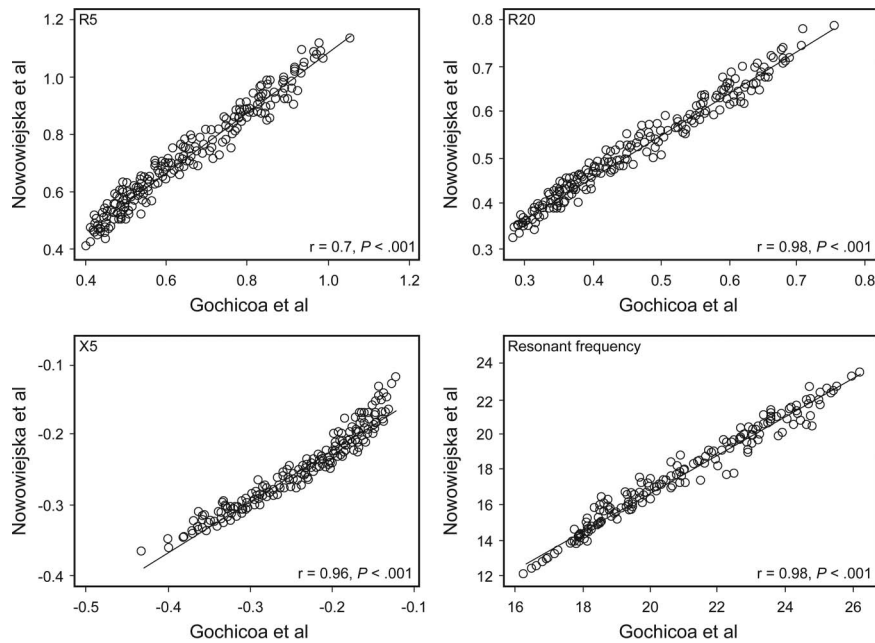 R5
1.2
1.0
0.8
0.6
0.4
Nowowiejska et al
r = 0.7, P < .001
0.4 0.6 0.8 1.0 1.2
Gochicoa et al
R20
0.8
0.7
0.6
0.5
0.4
0.3
Nowowiejska et al
r = 0.98, P < .001
0.3 0.4 0.5 0.6 0.7 0.8
Gochicoa et al
X5
-0.1
-0.2
-0.3
-0.4
Nowowiejska et al
r = 0.96, P < .001
-0.5 -0.4 -0.3 -0.2 -0.1
Gochicoa et al
Resonant frequency
24
22
20
18
16
14
12
Nowowiejska et al
r = 0.98, P < .001
16 18 20 22 24 26
Gochicoa et al